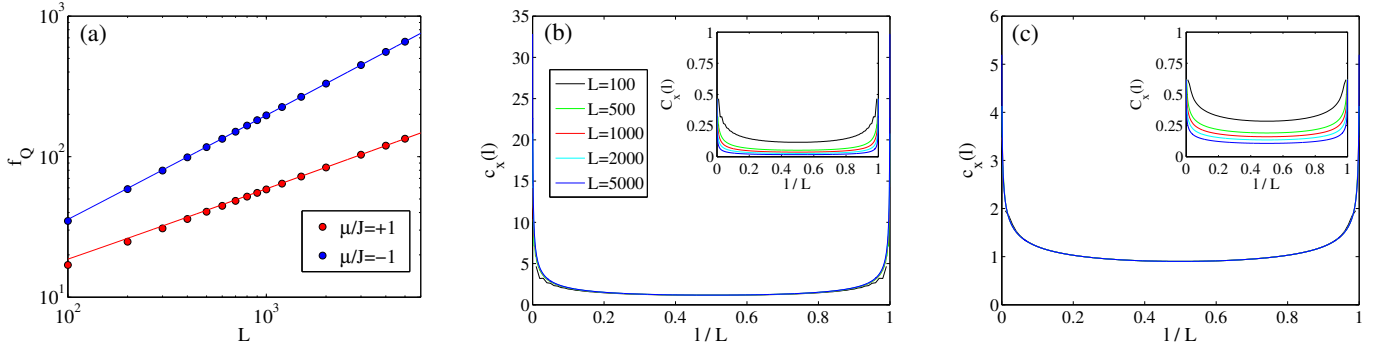 (a)
10^3
10^2
10^1
f_Q
10^2
10^3
L
μ/J=+1
μ/J=−1
(b)
35
30
25
20
15
10
5
0
c_x(l)
0
0.2
0.4
0.6
0.8
1
l / L
L=100
L=500
L=1000
L=2000
L=5000
1
0.75
0.5
0.25
0
C_x(l)
0
0.2
0.4
0.6
0.8
1
l / L
(c)
6
5
4
3
2
1
0
c_x(l)
0
0.2
0.4
0.6
0.8
1
l / L
1
0.75
0.5
0.25
0
C_x(l)
0
0.2
0.4
0.6
0.8
1
l / L